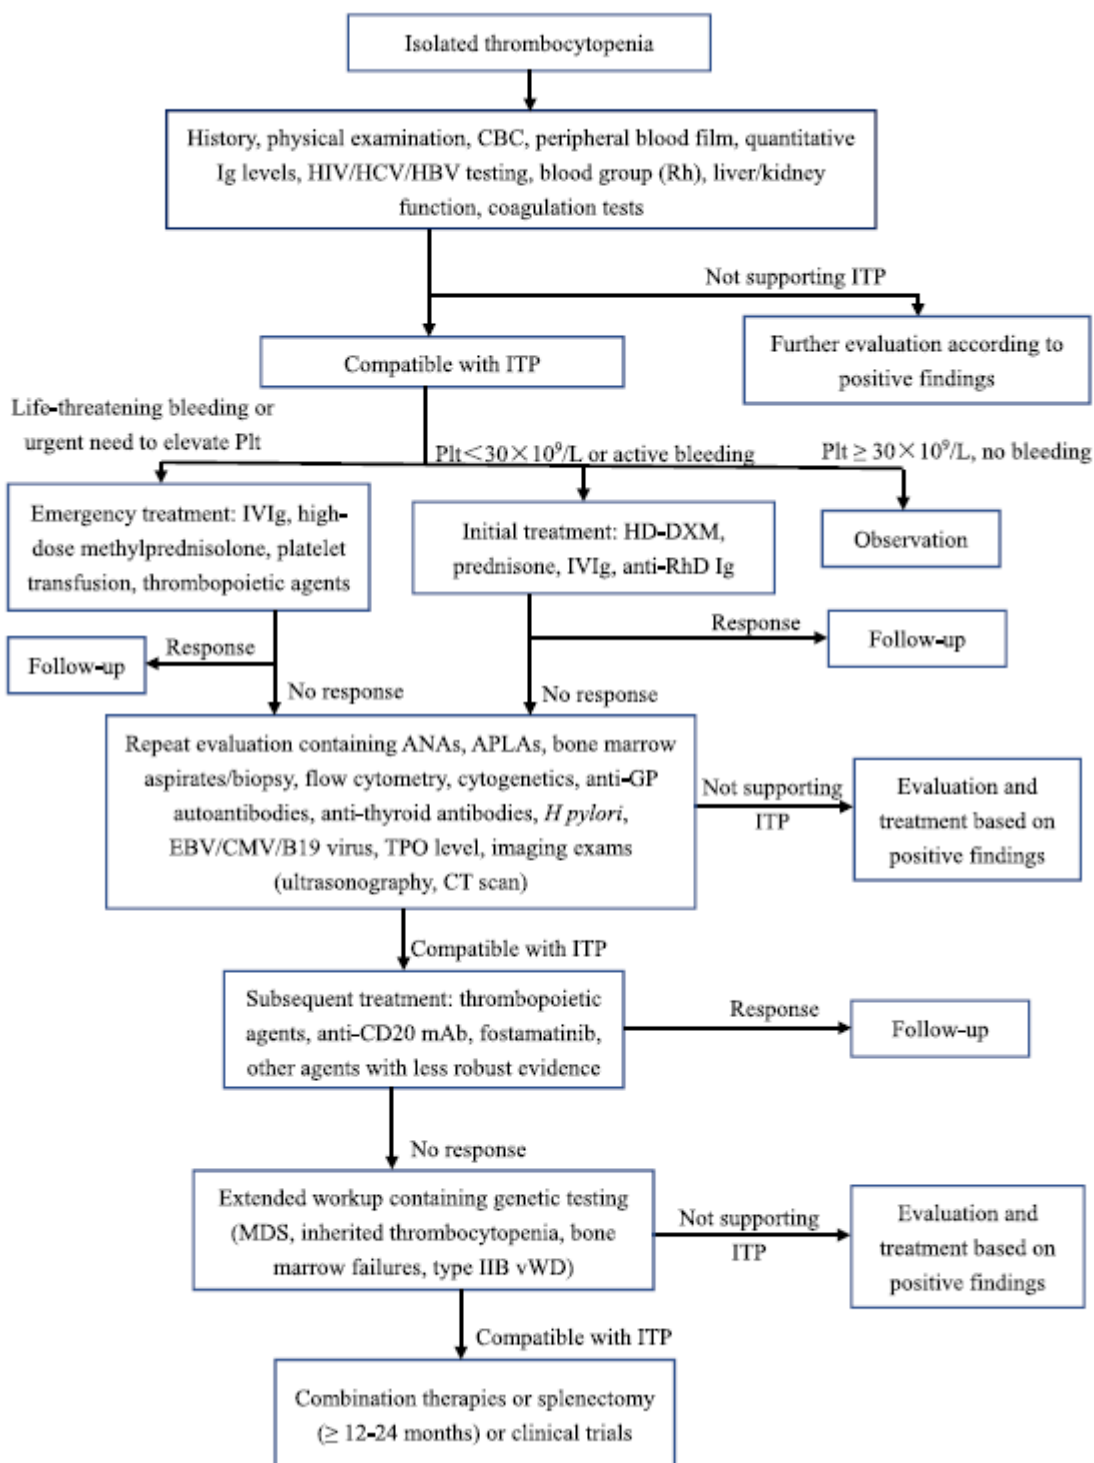 Isolated thrombocytopenia
History, physical examination, CBC, peripheral blood film, quantitative
Ig levels, HIV/HCV/HBV testing, blood group (Rh), liver/kidney
function, coagulation tests
Not supporting ITP
Further evaluation according to
positive findings
Compatible with ITP
Life-threatening bleeding or
urgent need to elevate Plt
Plt<30×10⁹/L or active bleeding
Plt ≥ 30×10⁹/L, no bleeding
Emergency treatment: IVIg, high-
dose methylprednisolone, platelet
transfusion, thrombopoietic agents
Initial treatment: HD-DXM,
prednisone, IVIg, anti-RhD Ig
Observation
Response
Follow-up
No response
Response
Follow-up
No response
Repeat evaluation containing ANAs, APLAs, bone marrow
aspirates/biopsy, flow cytometry, cytogenetics, anti-GP
autoantibodies, anti-thyroid antibodies, H pylori,
EBV/CMV/B19 virus, TPO level, imaging exams
(ultrasonography, CT scan)
Not supporting
ITP
Evaluation and
treatment based on
positive findings
Compatible with ITP
Subsequent treatment: thrombopoietic
agents, anti-CD20 mAb, fostamatinib,
other agents with less robust evidence
Response
Follow-up
No response
Extended workup containing genetic testing
(MDS, inherited thrombocytopenia, bone
marrow failures, type IIB vWD)
Not supporting
ITP
Evaluation and
treatment based on
positive findings
Compatible with ITP
Combination therapies or splenectomy
(≥ 12-24 months) or clinical trials